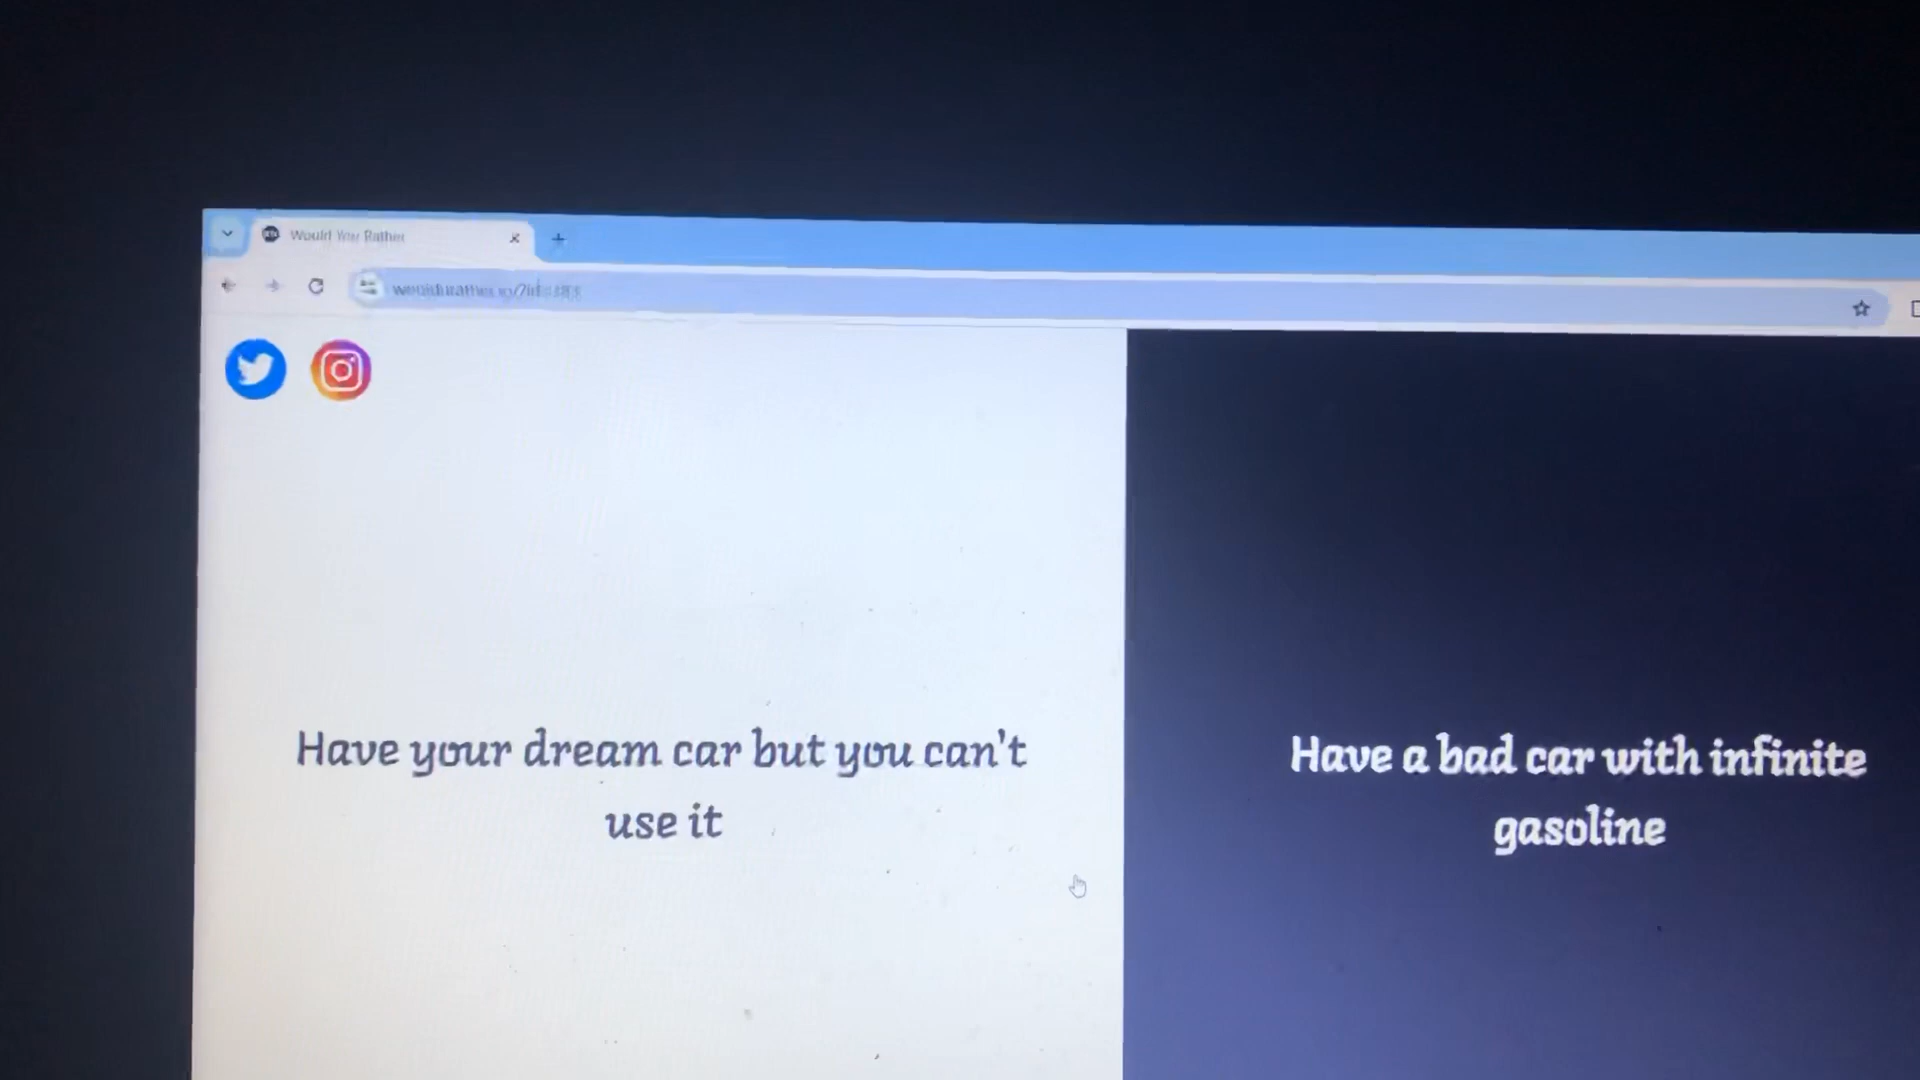 Would You Rather
Have your dream car but you can't
use it
Have a bad car with infinite
gasoline